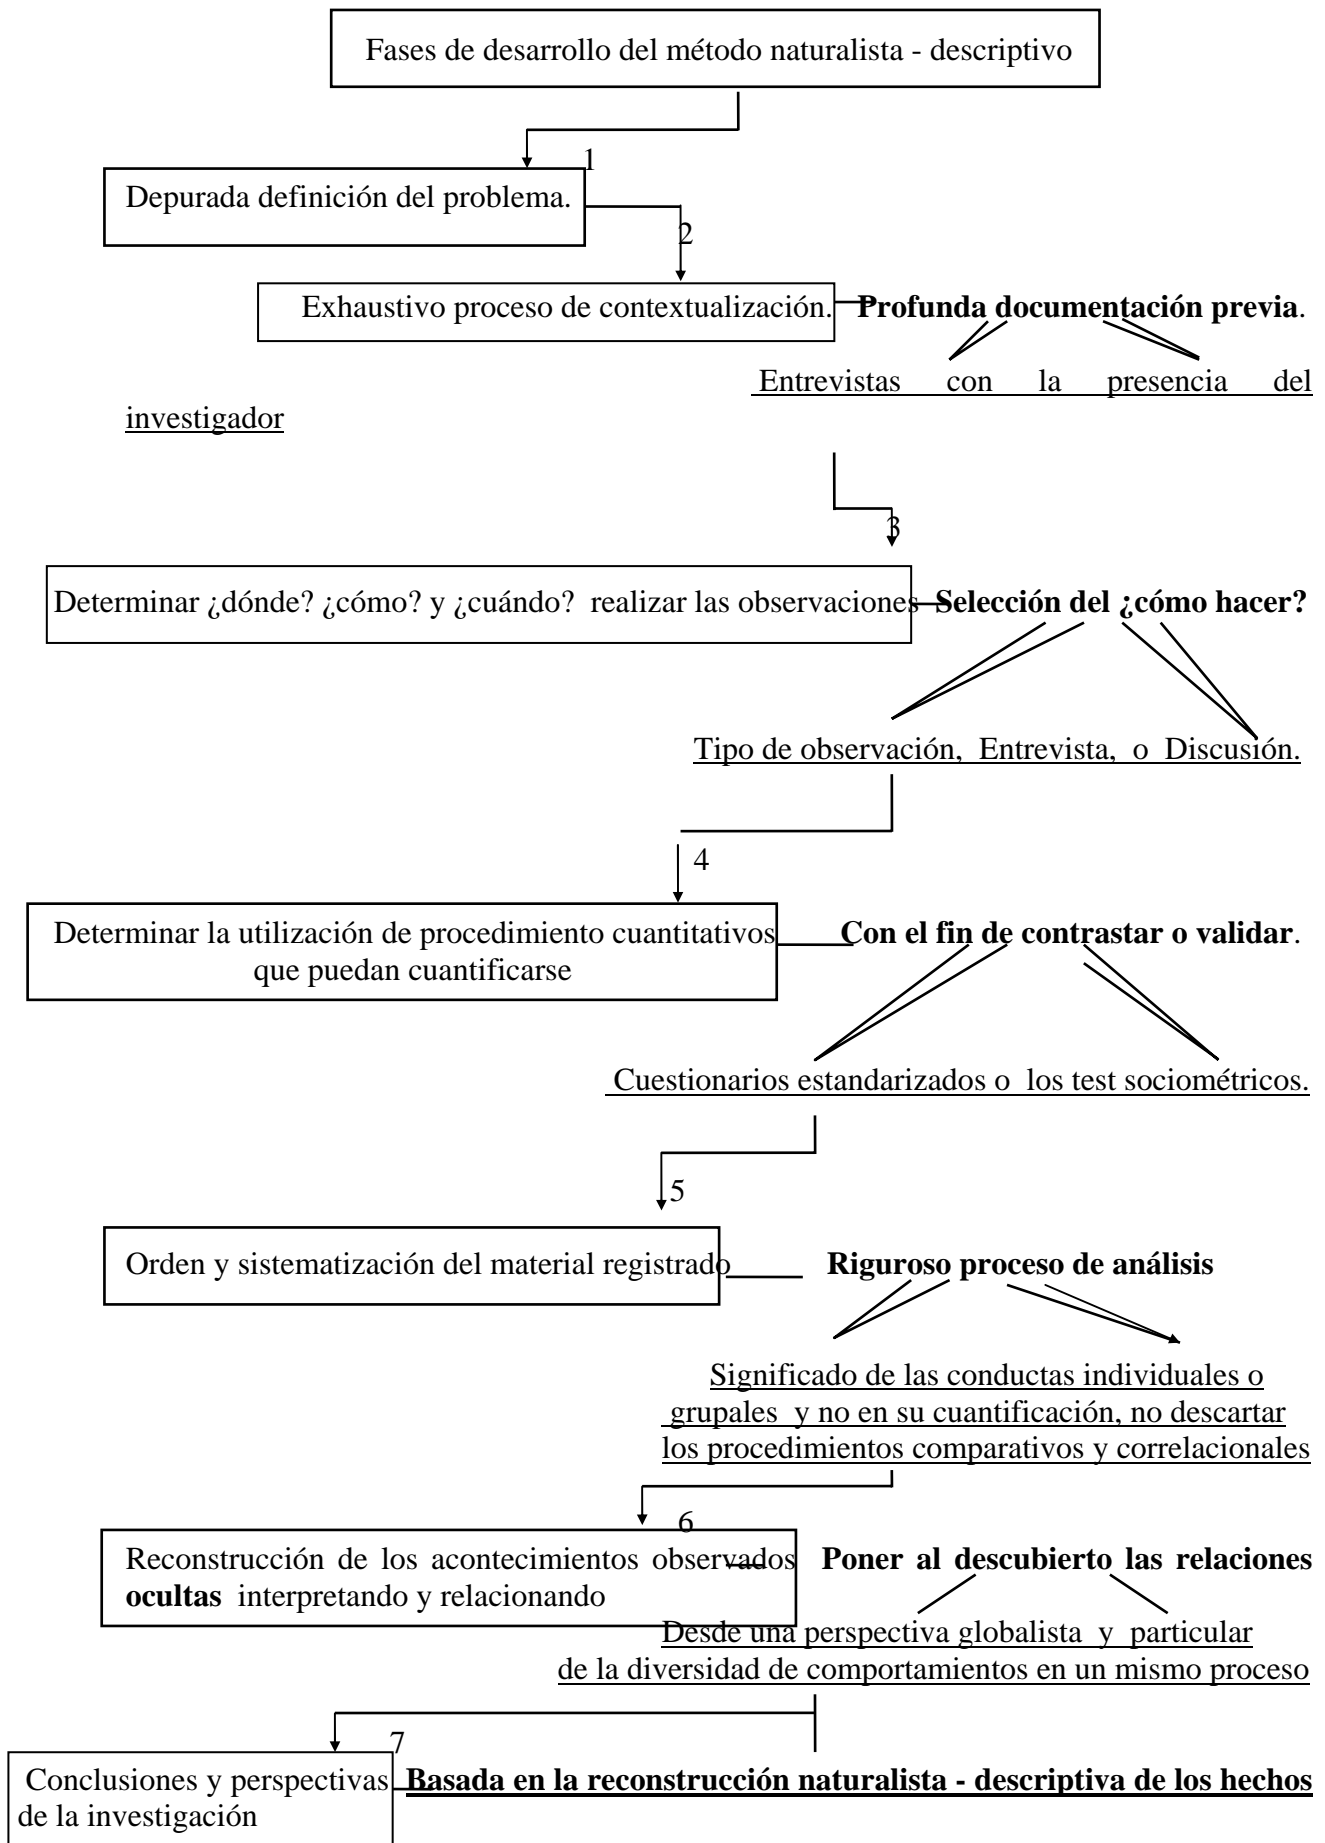 Fases de desarrollo del método naturalista - descriptivo
1
Depurada definición del problema.
2
Exhaustivo proceso de contextualización. Profunda documentación previa.
Entrevistas con la presencia del
investigador
3
Determinar ¿dónde? ¿cómo? y ¿cuándo? realizar las observaciones Selección del ¿cómo hacer?
Tipo de observación, Entrevista, o Discusión.
4
Determinar la utilización de procedimiento cuantitativos Con el fin de contrastar o validar.
que puedan cuantificarse
Cuestionarios estandarizados o los test sociométricos.
5
Orden y sistematización del material registrado Riguroso proceso de análisis
Significado de las conductas individuales o
grupales y no en su cuantificación, no descartar
los procedimientos comparativos y correlacionales
6
Reconstrucción de los acontecimientos observados Poner al descubierto las relaciones
ocultas interpretando y relacionando
Desde una perspectiva globalista y particular
de la diversidad de comportamientos en un mismo proceso
7
Conclusiones y perspectivas Basada en la reconstrucción naturalista - descriptiva de los hechos
de la investigación